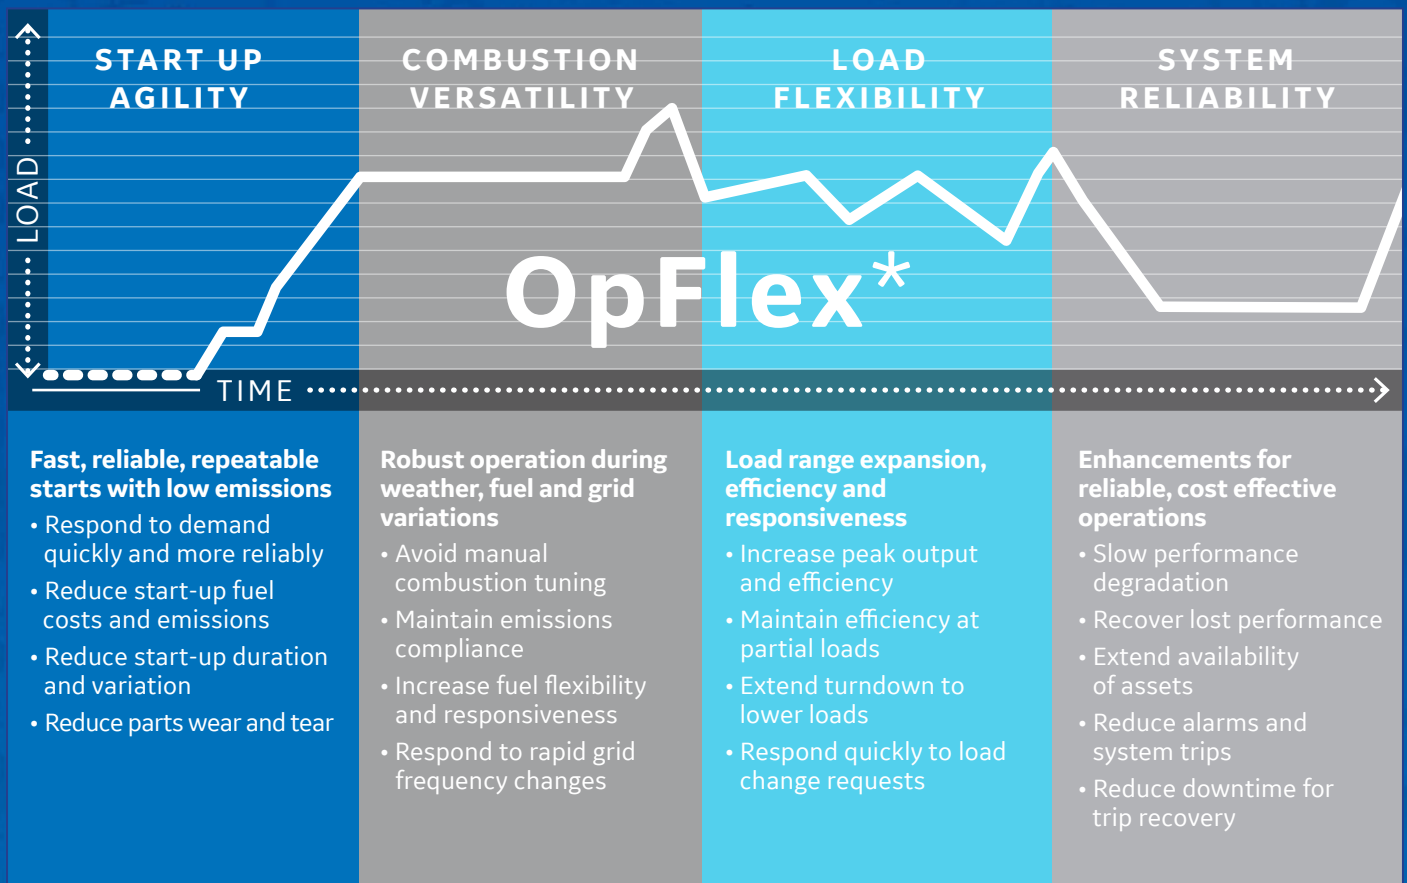 START UP
AGILITY
COMBUSTION
VERSATILITY
LOAD
FLEXIBILITY
SYSTEM
RELIABILITY
LOAD
OpFlex*
TIME
Fast, reliable, repeatable
starts with low emissions
• Respond to demand
quickly and more reliably
• Reduce start-up fuel
costs and emissions
• Reduce start-up duration
and variation
• Reduce parts wear and tear
Robust operation during
weather, fuel and grid
variations
• Avoid manual
combustion tuning
• Maintain emissions
compliance
• Increase fuel flexibility
and responsiveness
• Respond to rapid grid
frequency changes
Load range expansion,
efficiency and
responsiveness
• Increase peak output
and efficiency
• Maintain efficiency at
partial loads
• Extend turndown to
lower loads
• Respond quickly to load
change requests
Enhancements for
reliable, cost effective
operations
• Slow performance
degradation
• Recover lost performance
• Extend availability
of assets
• Reduce alarms and
system trips
• Reduce downtime for
trip recovery